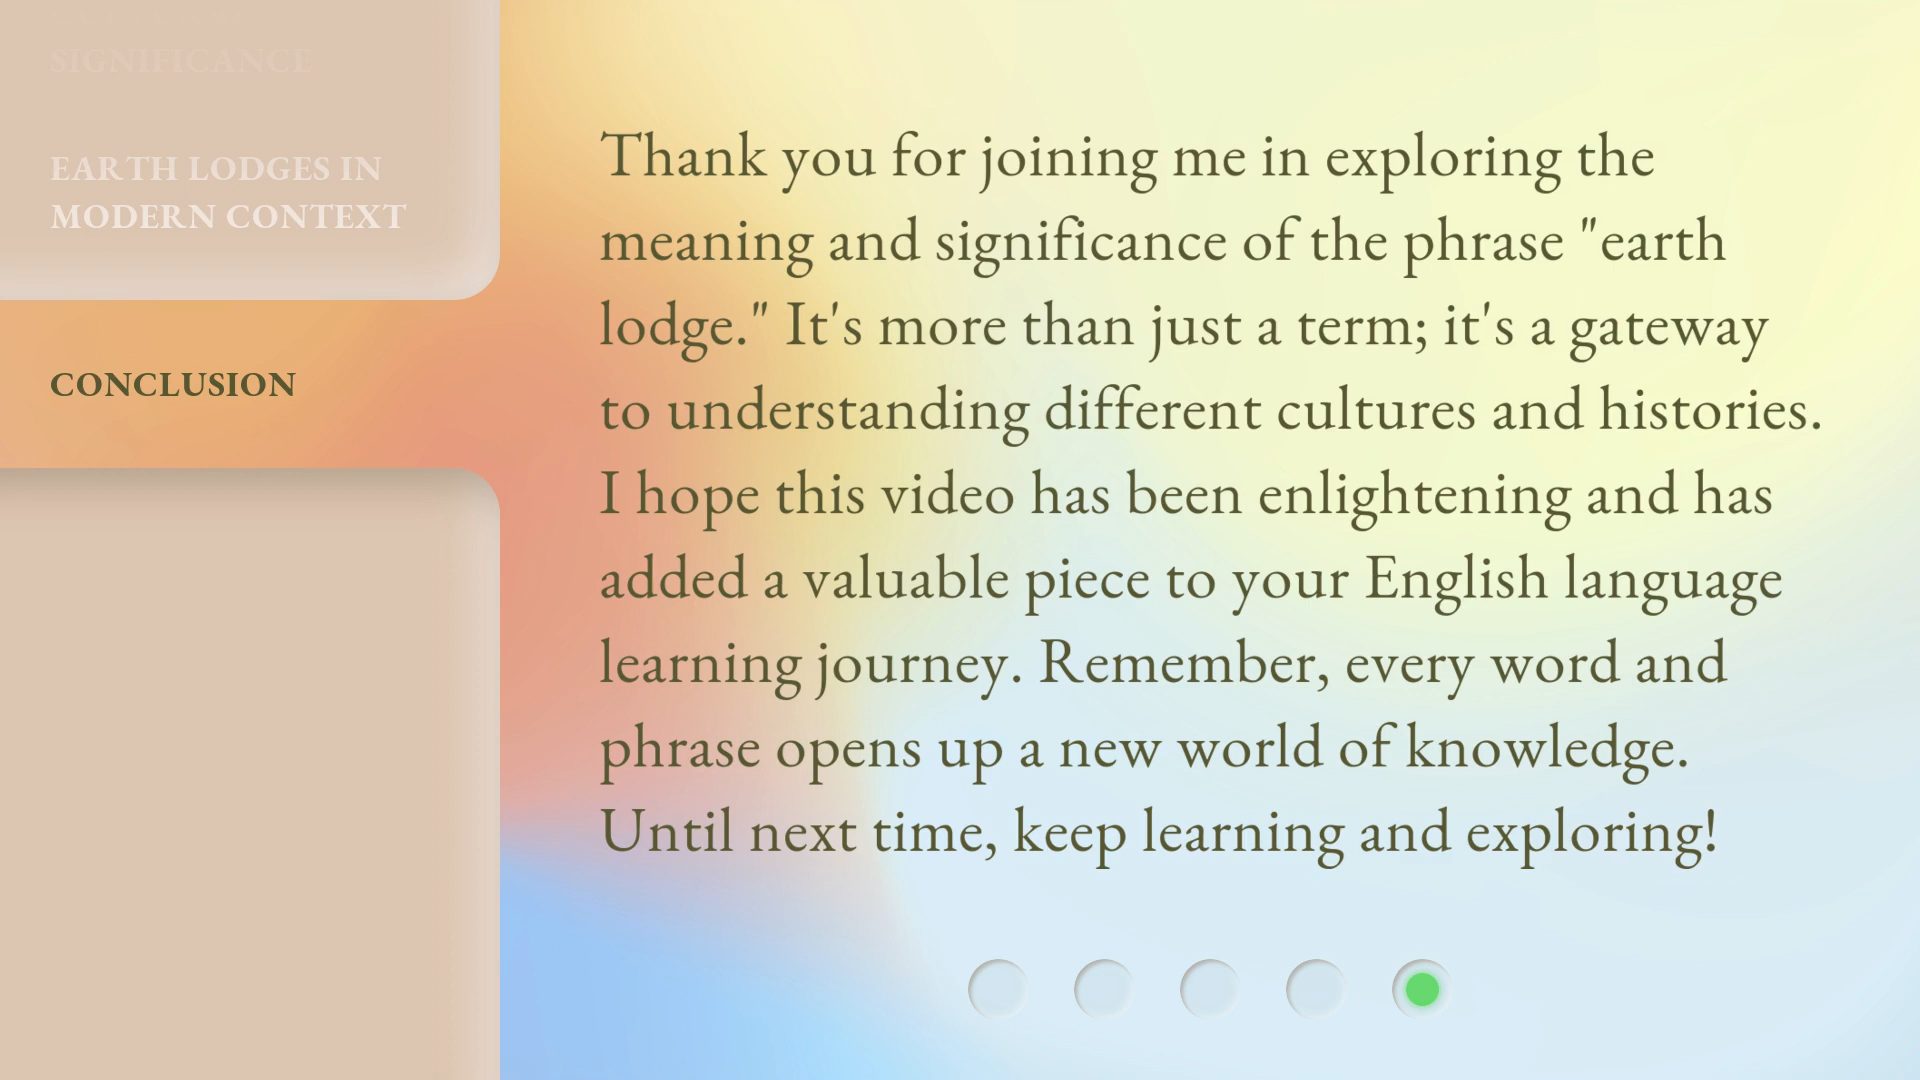 SIGNIFICANCE
EARTH LODGES IN
MODERN CONTEXT
CONCLUSION
Thank you for joining me in exploring the
meaning and significance of the phrase "earth
lodge." It's more than just a term; it's a gateway
to understanding different cultures and histories.
I hope this video has been enlightening and has
added a valuable piece to your English language
learning journey. Remember, every word and
phrase opens up a new world of knowledge.
Until next time, keep learning and exploring!